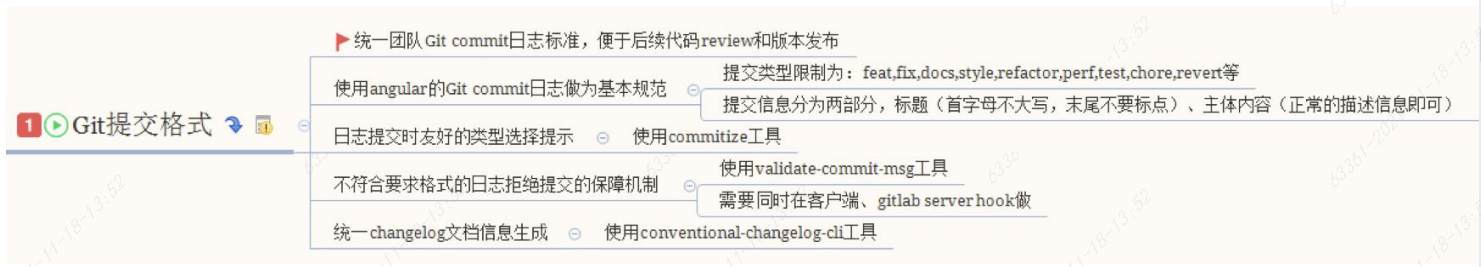 统一团队Git commit日志标准，便于后续代码review和版本发布
提交类型限制为：feat,fix,docs,style,refactor,perf,test,chore,revert等
使用angular的Git commit日志做为基本规范
提交信息分为两部分，标题（首字母不大写，末尾不要标点）、主体内容（正常的描述信息即可）
1 Git提交格式
日志提交时友好的类型选择提示
使用commitize工具
使用validate-commit-msg工具
不符合要求格式的日志拒绝提交的保障机制
需要同时在客户端、gitlab server hook做
统一changelog文档信息生成
使用conventional-changelog-cli工具